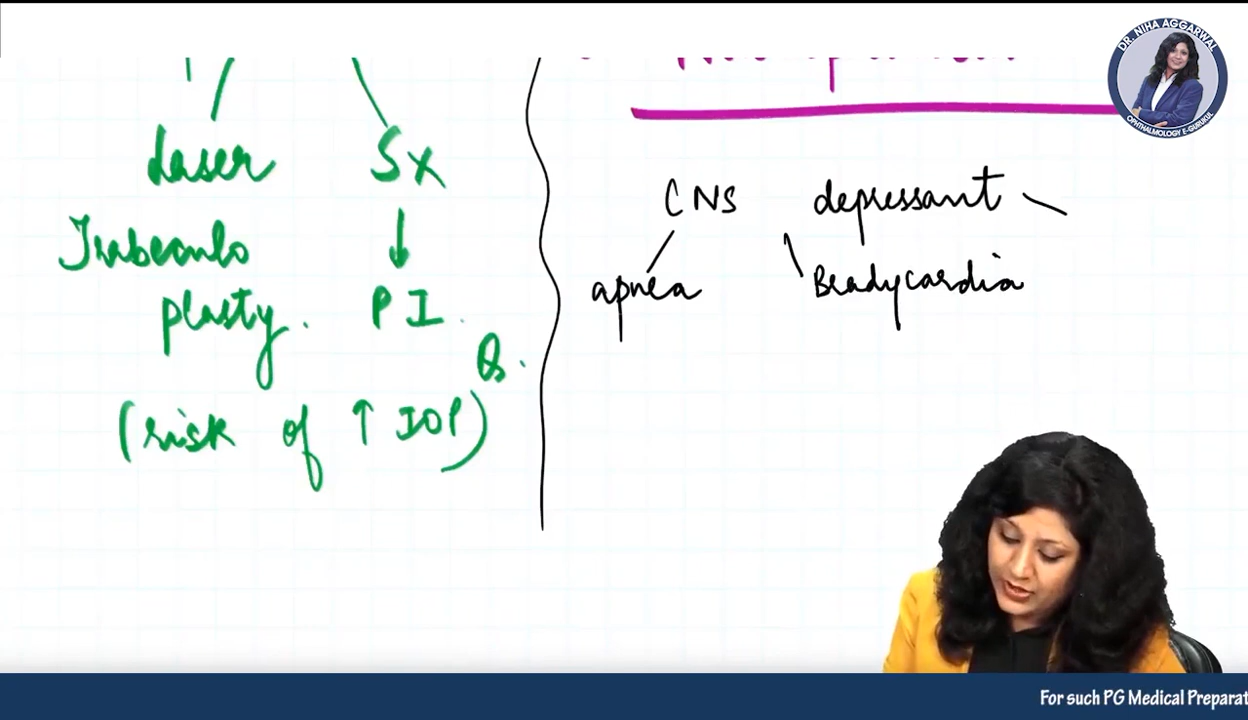 Laser Sx
Trabeculo
plasty. PI.
Q.
(risk of ↑ IOP)
CNS depressant
apnea Bradycardia
DR. NIHA AGGARWAL
OPHTHALMOLOGY E-GURUKUL
For such PG Medical Preparat